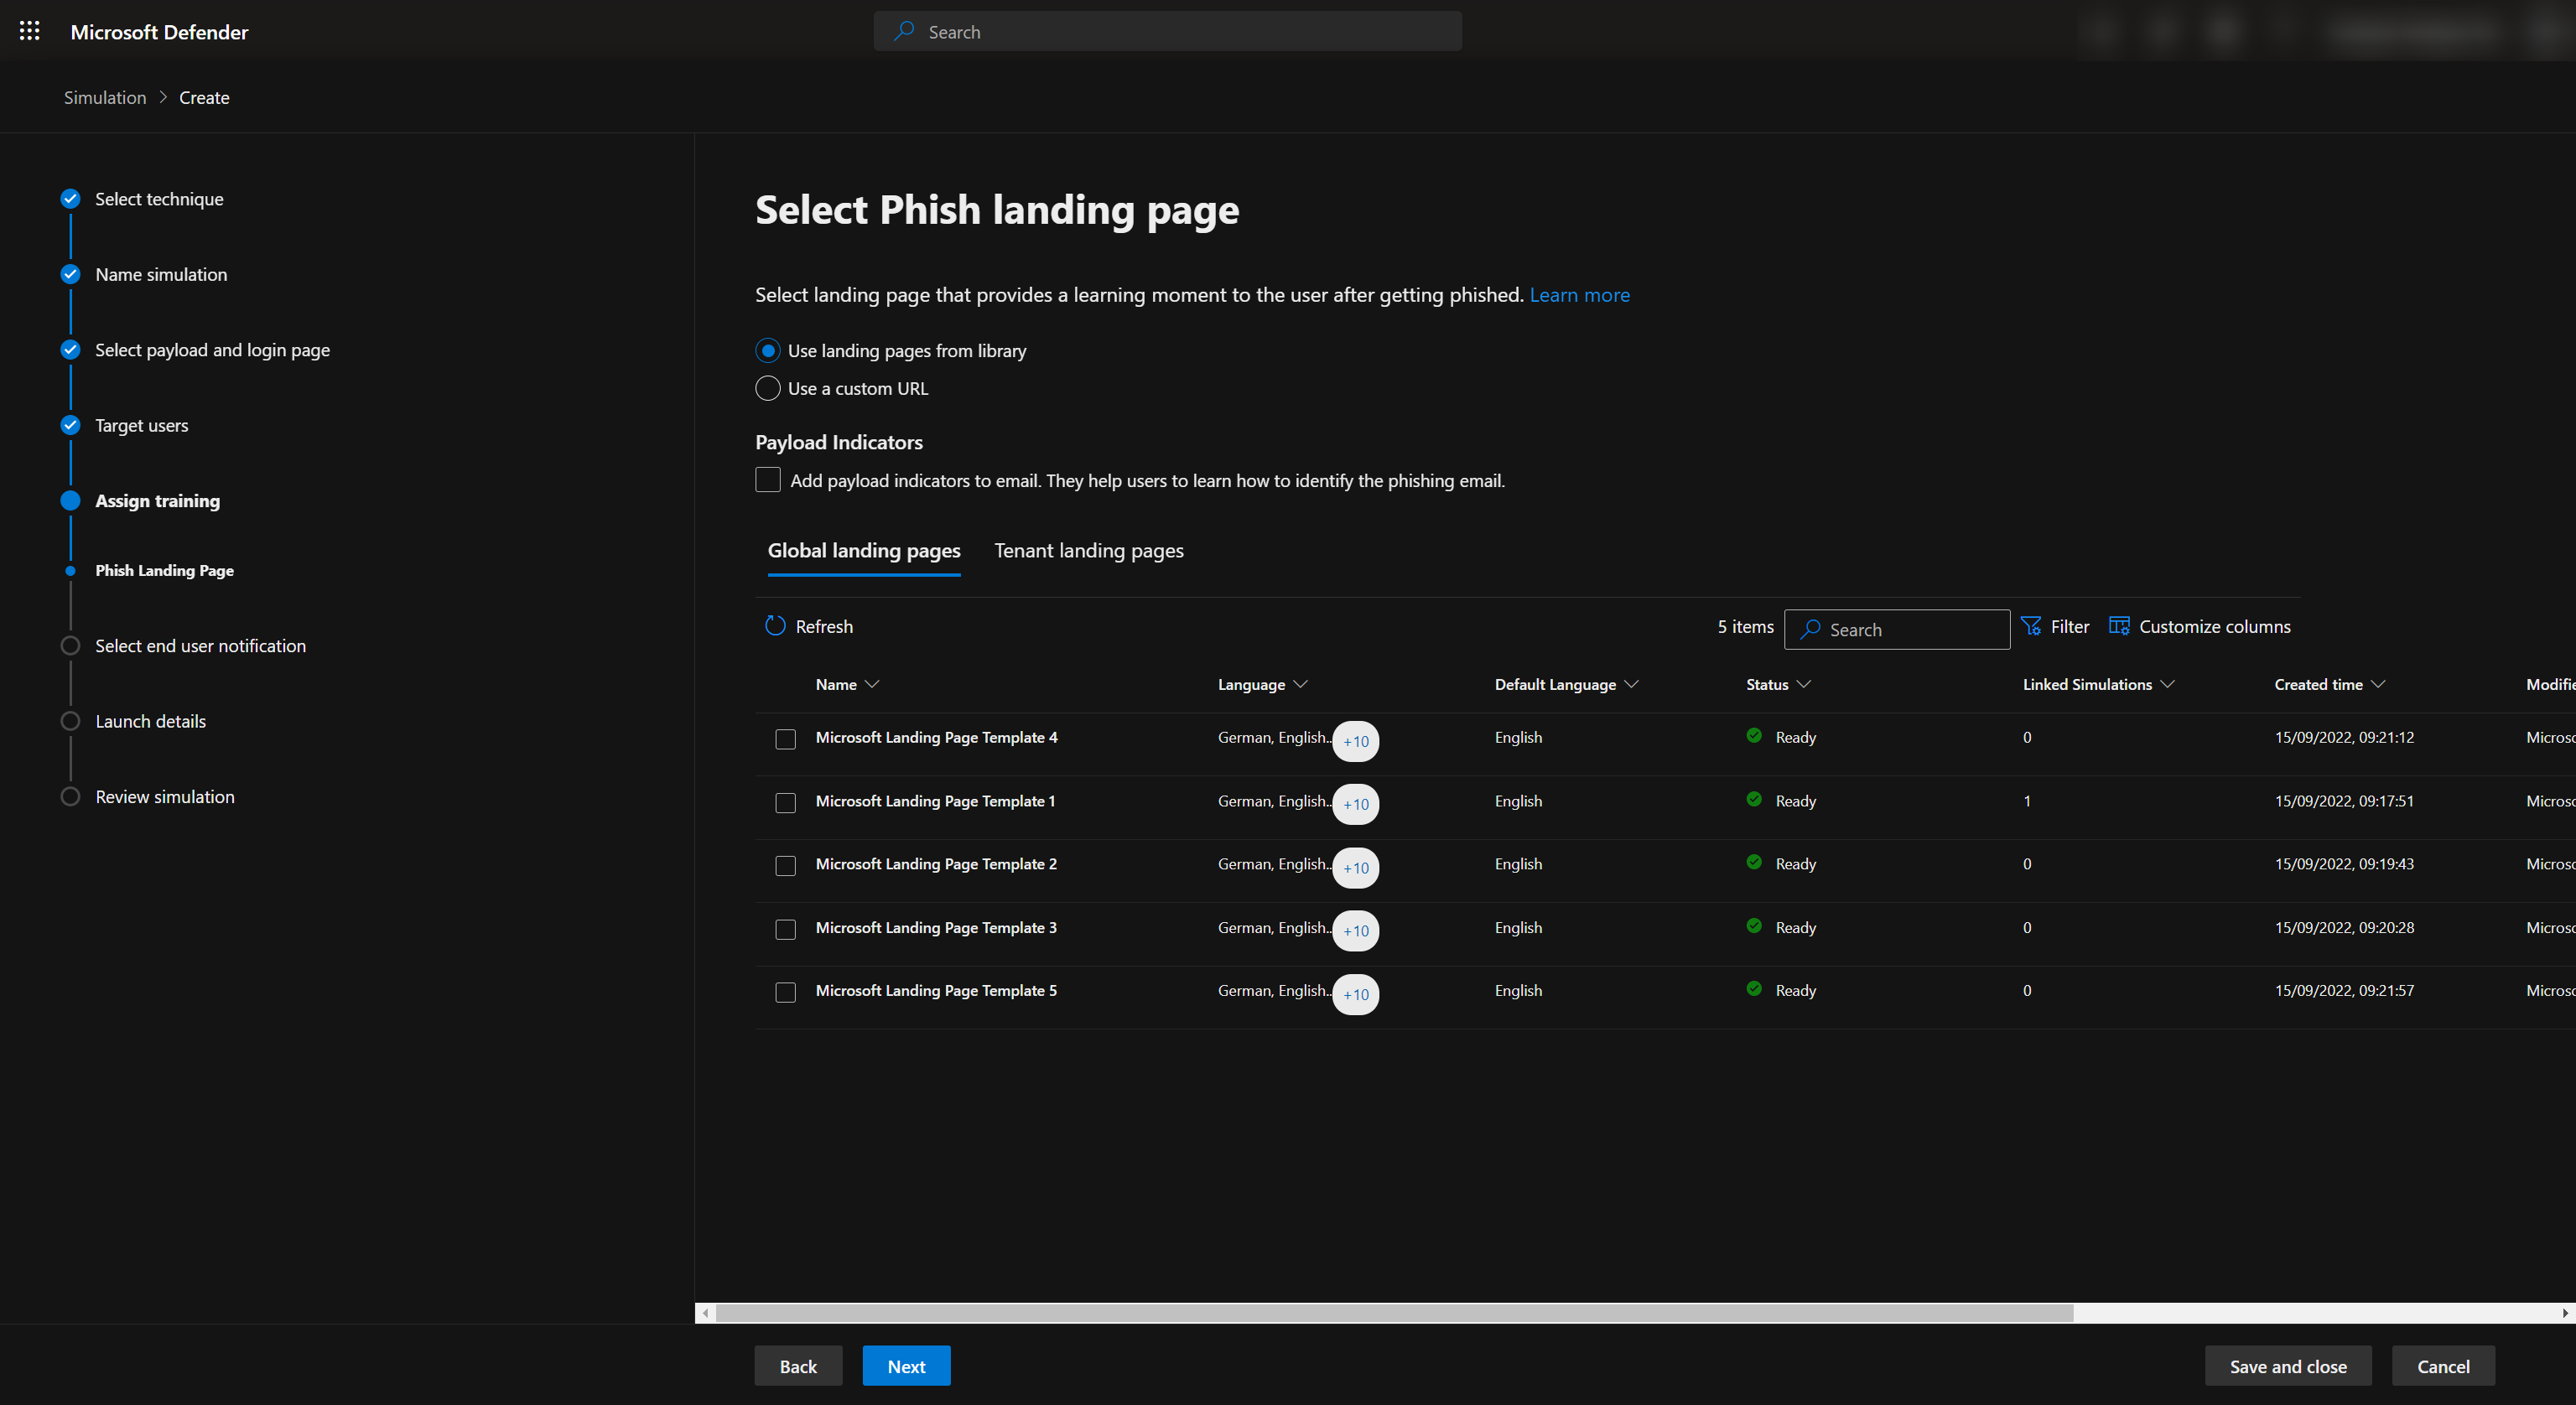 Microsoft Defender
Search
Simulation > Create
Select technique
Name simulation
Select payload and login page
Target users
Assign training
Phish Landing Page
Select end user notification
Launch details
Review simulation
Select Phish landing page
Select landing page that provides a learning moment to the user after getting phished. Learn more
Use landing pages from library
Use a custom URL
Payload Indicators
Add payload indicators to email. They help users to learn how to identify the phishing email.
Global landing pages Tenant landing pages
Refresh 5 items Search Filter Customize columns
Name Language Default Language Status Linked Simulations Created time Modifie
Microsoft Landing Page Template 4 German, English.. +10 English Ready 0 15/09/2022, 09:21:12 Microso
Microsoft Landing Page Template 1 German, English.. +10 English Ready 1 15/09/2022, 09:17:51 Microso
Microsoft Landing Page Template 2 German, English.. +10 English Ready 0 15/09/2022, 09:19:43 Microso
Microsoft Landing Page Template 3 German, English.. +10 English Ready 0 15/09/2022, 09:20:28 Microso
Microsoft Landing Page Template 5 German, English.. +10 English Ready 0 15/09/2022, 09:21:57 Microso
Back Next Save and close Cancel